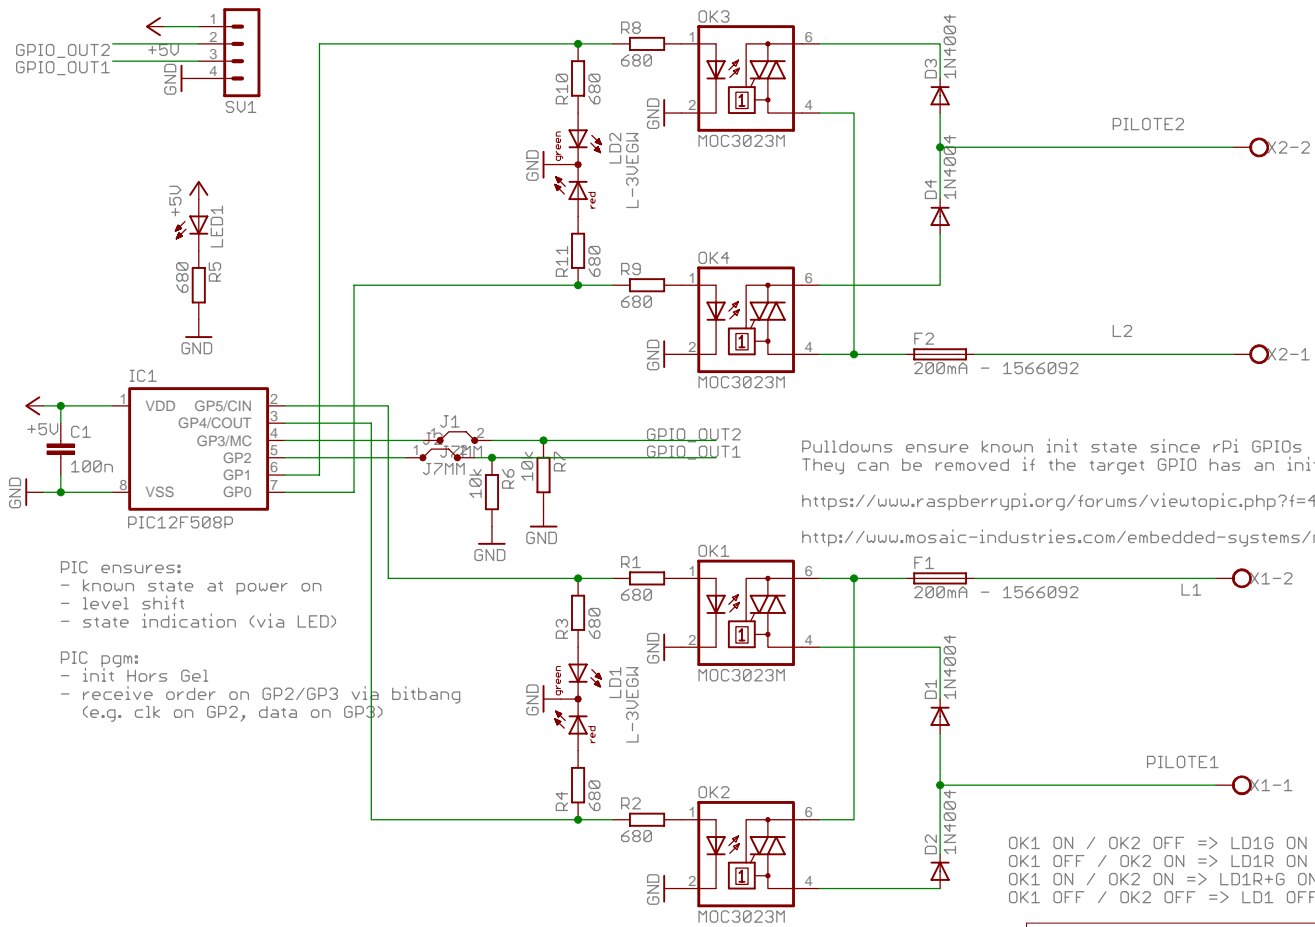 SV1
1
2
3
4
+5V
GPIO_OUT2
GPIO_OUT1
GND
+5V
LED1
680
R5
GND
R8
680
R10
680
green
GND
LD2
L-3VEGW
red
R11
680
R9
680
OK3
1
2
6
4
1
GND
MOC3023M
OK4
1
2
6
4
1
GND
MOC3023M
D3
1N4004
D4
1N4004
PILOTE2
X2-2
L2
F2
200mA - 1566092
X2-1
IC1
1
VDD
GP5/CIN
2
GP4/COUT
3
GP3/MC
4
GP2
5
GP1
6
8
VSS
GP0
7
PIC12F508P
+5V
C1
100n
GND
J1
1
2
J2
J7MM
J7MM
GPIO_OUT2
GPIO_OUT1
10k
R6
10k
R7
GND
GND
Pulldowns ensure known init state since rPi GPIOs
They can be removed if the target GPIO has an ini
https://www.raspberrypi.org/forums/viewtopic.php?f=4
http://www.mosaic-industries.com/embedded-systems/
PIC ensures:
- known state at power on
- level shift
- state indication (via LED)
PIC pgm:
- init Hors Gel
- receive order on GP2/GP3 via bitbang
(e.g. clk on GP2, data on GP3)
R1
680
R3
680
green
GND
LD1
L-3VEGW
red
R4
680
R2
680
OK1
1
2
6
4
1
GND
MOC3023M
OK2
1
2
6
4
1
GND
MOC3023M
F1
200mA - 1566092
L1
X1-2
D1
1N4004
D2
1N4004
PILOTE1
X1-1
OK1 ON / OK2 OFF => LD1G ON
OK1 OFF / OK2 ON => LD1R ON
OK1 ON / OK2 ON => LD1R+G ON
OK1 OFF / OK2 OFF => LD1 OFF